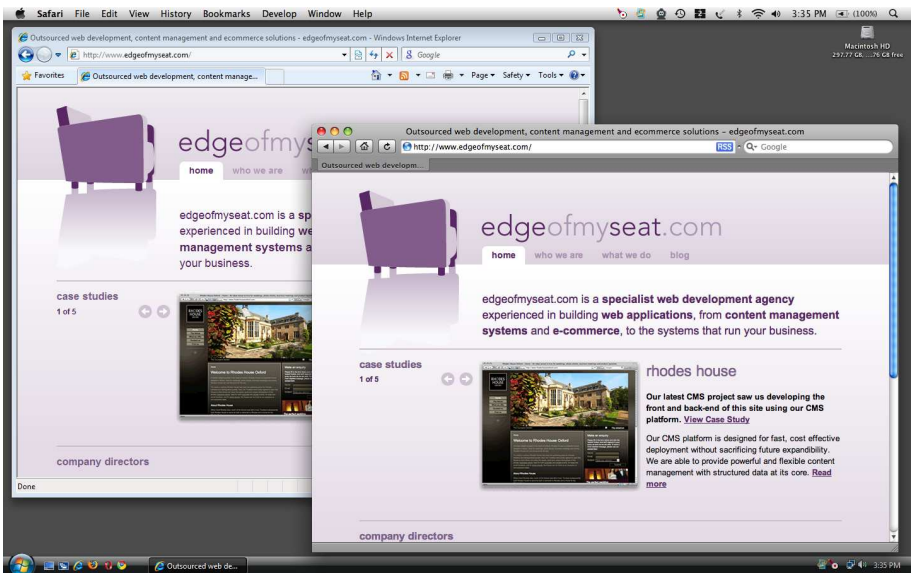 Safari File Edit View History Bookmarks Develop Window Help
3:35 PM (100%)
Macintosh HD
Outsourced web development, content management and ecommerce solutions - edgeofmyseat.com - Windows Internet Explorer
http://www.edgeofmyseat.com/
Google
Favorites
Outsourced web development, content manage...
Page Safety Tools
edgeofmys
home who we are
edgeofmyseat.com is a sp
experienced in building we
management systems a
your business.
case studies
1 of 5
company directors
Done
Outsourced web development, content management and ecommerce solutions – edgeofmyseat.com
http://www.edgeofmyseat.com/
RSS
Google
Outsourced web developm...
edgeofmyseat.com
home who we are what we do blog
edgeofmyseat.com is a specialist web development agency
experienced in building web applications, from content management
systems and e-commerce, to the systems that run your business.
case studies
1 of 5
RHODES
HOUSE
Welcome to Rhodes House Oxford
rhodes house
Our latest CMS project saw us developing the
front and back-end of this site using our CMS
platform. View Case Study
Our CMS platform is designed for fast, cost effective
deployment without sacrificing future expandibility.
We are able to provide powerful and flexible content
management with structured data at its core. Read
more
company directors
Outsourced web de...
3:35 PM